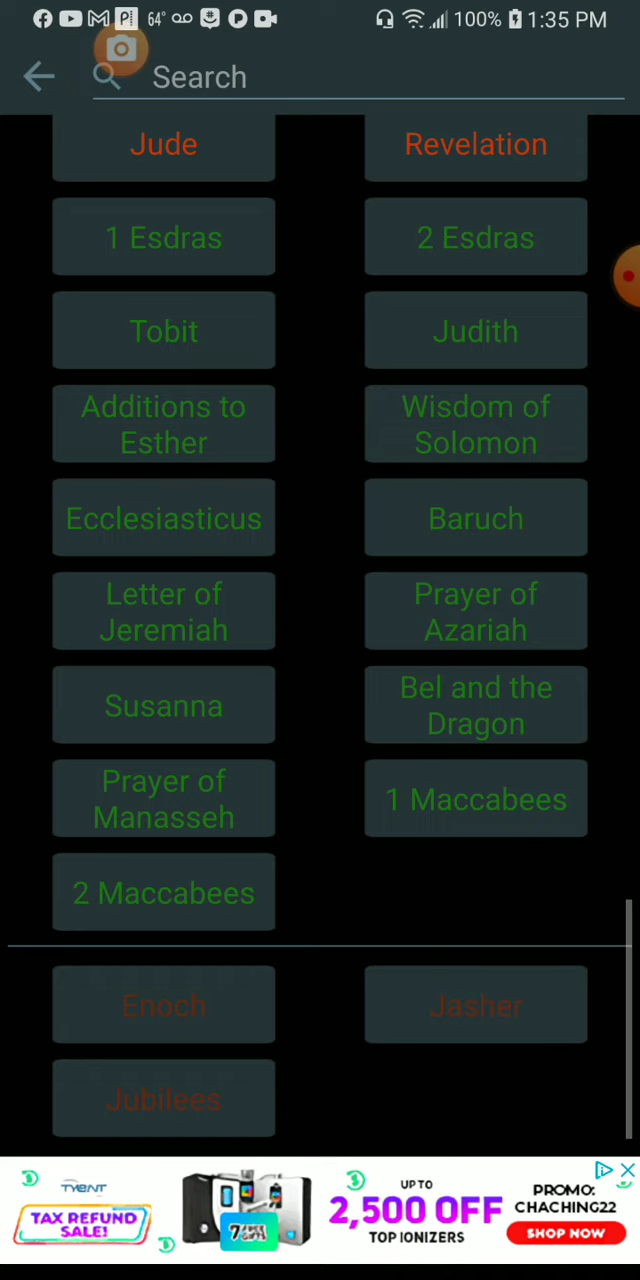 64° 100% 1:35 PM
Search
Jude Revelation
1 Esdras 2 Esdras
Tobit Judith
Additions to
Esther
Wisdom of
Solomon
Ecclesiasticus Baruch
Letter of
Jeremiah
Prayer of
Azariah
Susanna
Bel and the
Dragon
Prayer of
Manasseh
1 Maccabees
2 Maccabees
Enoch Jasher
Jubilees
TYENT
TAX REFUND
SALE!
UP TO
2,500 OFF
TOP IONIZERS
PROMO:
CHACHING22
SHOP NOW